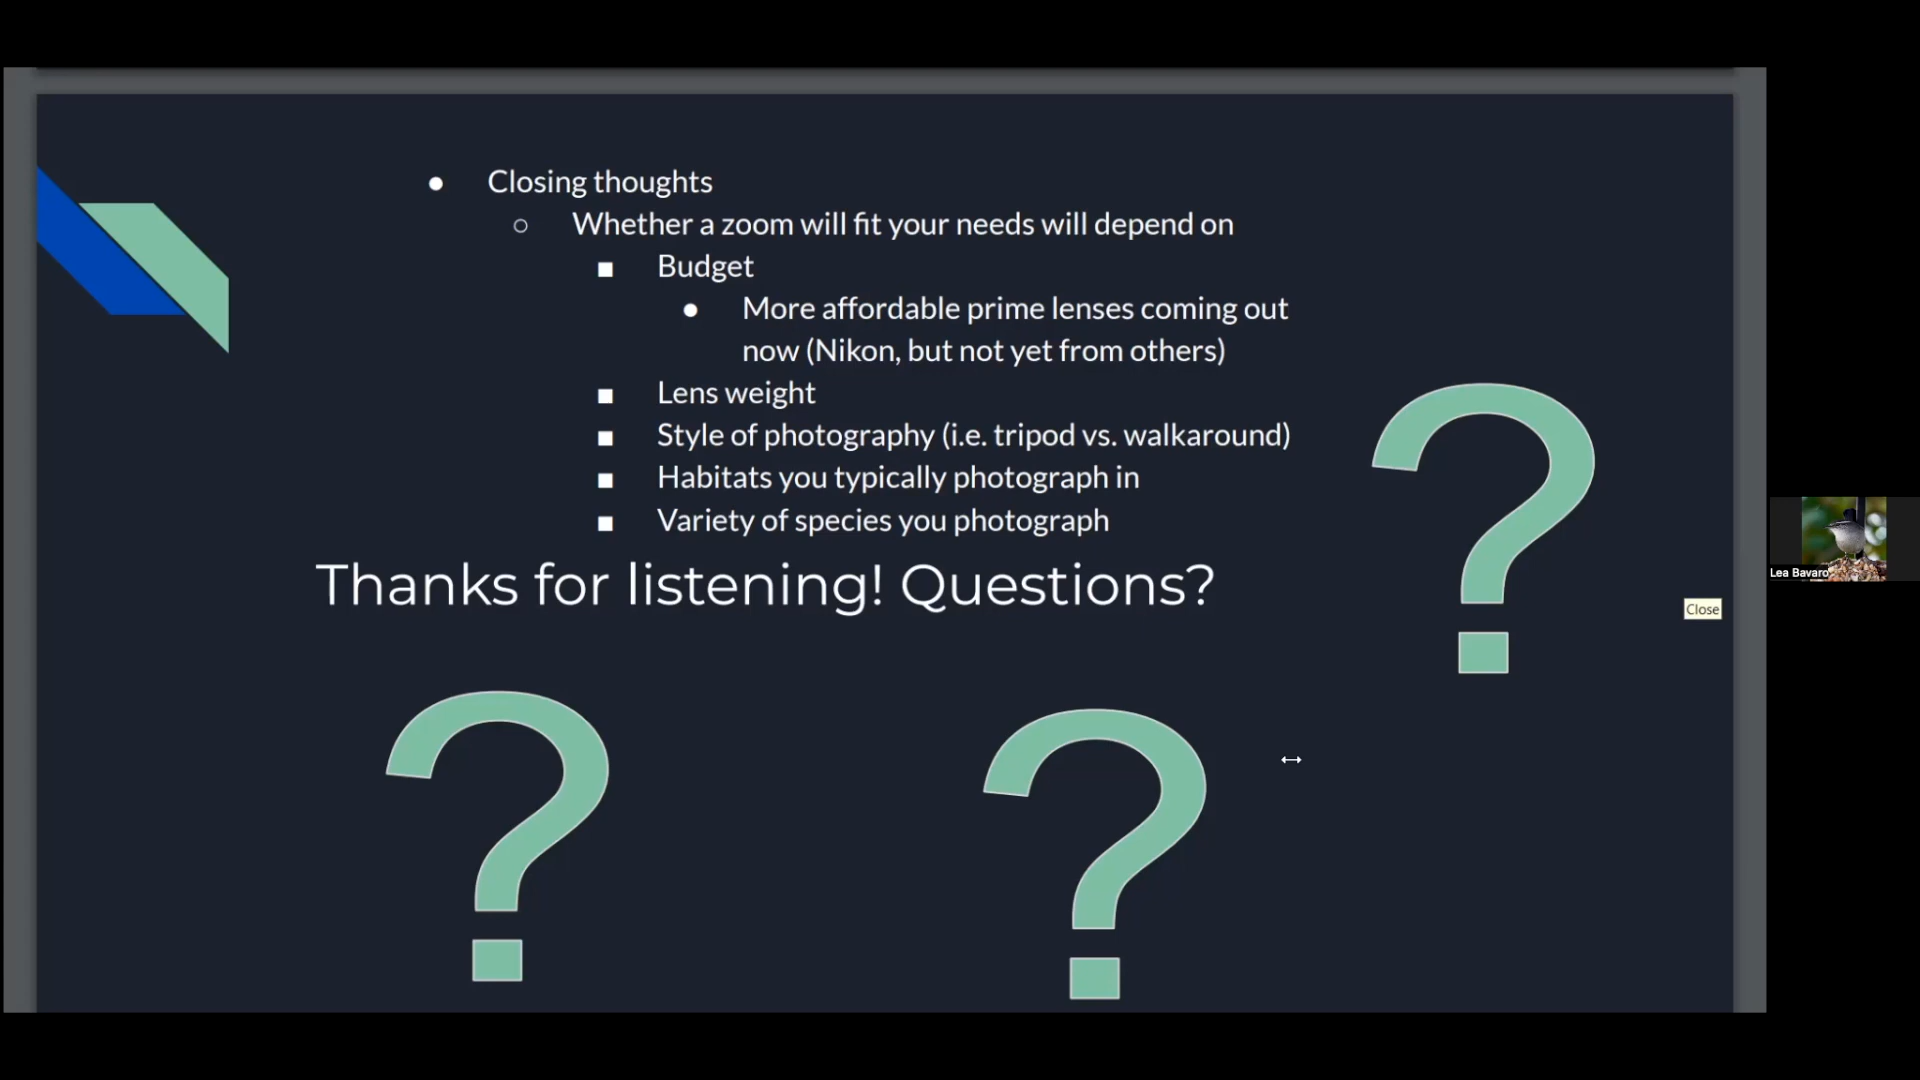 ● Closing thoughts
○ Whether a zoom will fit your needs will depend on
■ Budget
● More affordable prime lenses coming out
now (Nikon, but not yet from others)
■ Lens weight
■ Style of photography (i.e. tripod vs. walkaround)
■ Habitats you typically photograph in
■ Variety of species you photograph
Thanks for listening! Questions?
?
?
?
Close
Lea Bavaro